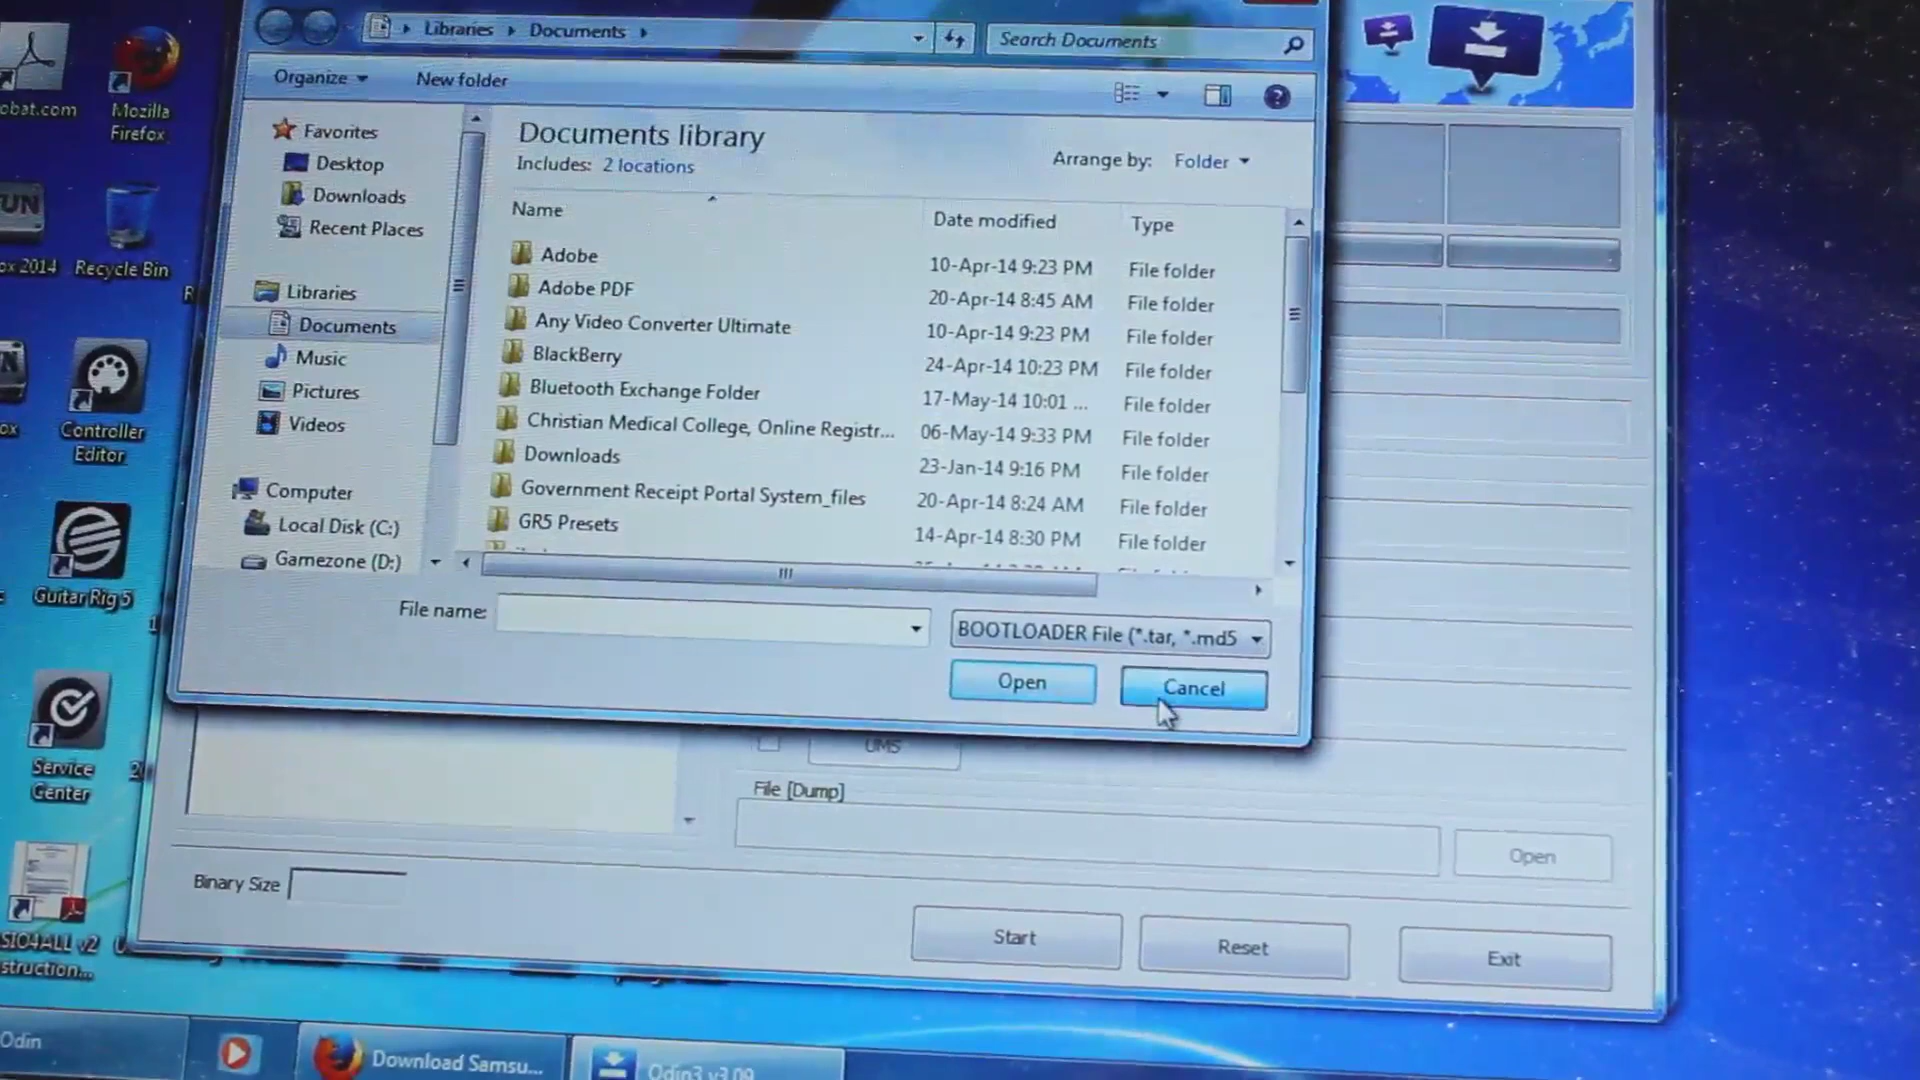 Libraries
Documents
Search Documents
Organize
New folder
Favorites
Desktop
Downloads
Recent Places
Libraries
Documents
Music
Pictures
Videos
Computer
Local Disk (C:)
Gamezone (D:)
Documents library
Includes: 2 locations
Arrange by: Folder
Name Date modified Type
Adobe 10-Apr-14 9:23 PM File folder
Adobe PDF 20-Apr-14 8:45 AM File folder
Any Video Converter Ultimate 10-Apr-14 9:23 PM File folder
BlackBerry 24-Apr-14 10:23 PM File folder
Bluetooth Exchange Folder 17-May-14 10:01 ... File folder
Christian Medical College, Online Registr... 06-May-14 9:33 PM File folder
Downloads 23-Jan-14 9:16 PM File folder
Government Receipt Portal System_files 20-Apr-14 8:24 AM File folder
GR5 Presets 14-Apr-14 8:30 PM File folder
File name:
BOOTLOADER File (*.tar, *.md5
Open
Cancel
UMS
File [Dump]
Open
Binary Size
Start
Reset
Exit
obat.com
Mozilla
Firefox
UN
ox 2014
Recycle Bin
R
ox
Controller
Editor
Guitar Rig 5
Service
Center
SIO4ALL v2
struction...
Odin
Download Samsu...
Odin3 v3.09